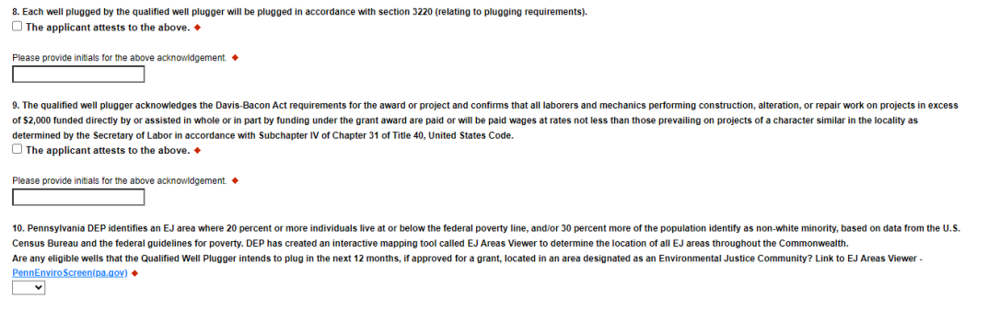 8. Each well plugged by the qualified well plugger will be plugged in accordance with section 3220 (relating to plugging requirements).
The applicant attests to the above.
Please provide initials for the above acknowldgement.
9. The qualified well plugger acknowledges the Davis-Bacon Act requirements for the award or project and confirms that all laborers and mechanics performing construction, alteration, or repair work on projects in excess
of $2,000 funded directly by or assisted in whole or in part by funding under the grant award are paid or will be paid wages at rates not less than those prevailing on projects of a character similar in the locality as
determined by the Secretary of Labor in accordance with Subchapter IV of Chapter 31 of Title 40, United States Code.
The applicant attests to the above.
Please provide initials for the above acknowldgement.
10. Pennsylvania DEP identifies an EJ area where 20 percent or more individuals live at or below the federal poverty line, and/or 30 percent more of the population identify as non-white minority, based on data from the U.S.
Census Bureau and the federal guidelines for poverty. DEP has created an interactive mapping tool called EJ Areas Viewer to determine the location of all EJ areas throughout the Commonwealth.
Are any eligible wells that the Qualified Well Plugger intends to plug in the next 12 months, if approved for a grant, located in an area designated as an Environmental Justice Community? Link to EJ Areas Viewer -
PennEnviroScreen(pa.gov)